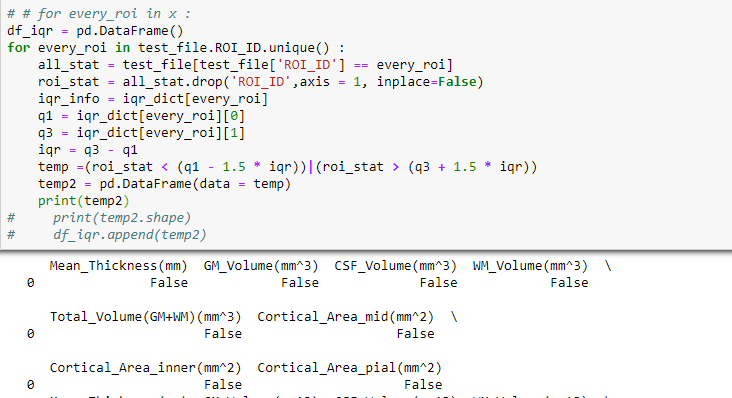 # # for every_roi in x :
df_iqr = pd.DataFrame()
for every_roi in test_file.ROI_ID.unique() :
    all_stat = test_file[test_file['ROI_ID'] == every_roi]
    roi_stat = all_stat.drop('ROI_ID',axis = 1, inplace=False)
    iqr_info = iqr_dict[every_roi]
    q1 = iqr_dict[every_roi][0]
    q3 = iqr_dict[every_roi][1]
    iqr = q3 - q1
    temp =(roi_stat < (q1 - 1.5 * iqr))|(roi_stat > (q3 + 1.5 * iqr))
    temp2 = pd.DataFrame(data = temp)
    print(temp2)
#     print(temp2.shape)
#     df_iqr.append(temp2)
   Mean_Thickness(mm)  GM_Volume(mm^3)  CSF_Volume(mm^3)  WM_Volume(mm^3)  \
0               False            False             False            False
   Total_Volume(GM+WM)(mm^3)  Cortical_Area_mid(mm^2)  \
0                      False                    False
   Cortical_Area_inner(mm^2)  Cortical_Area_pial(mm^2)
0                      False                     False